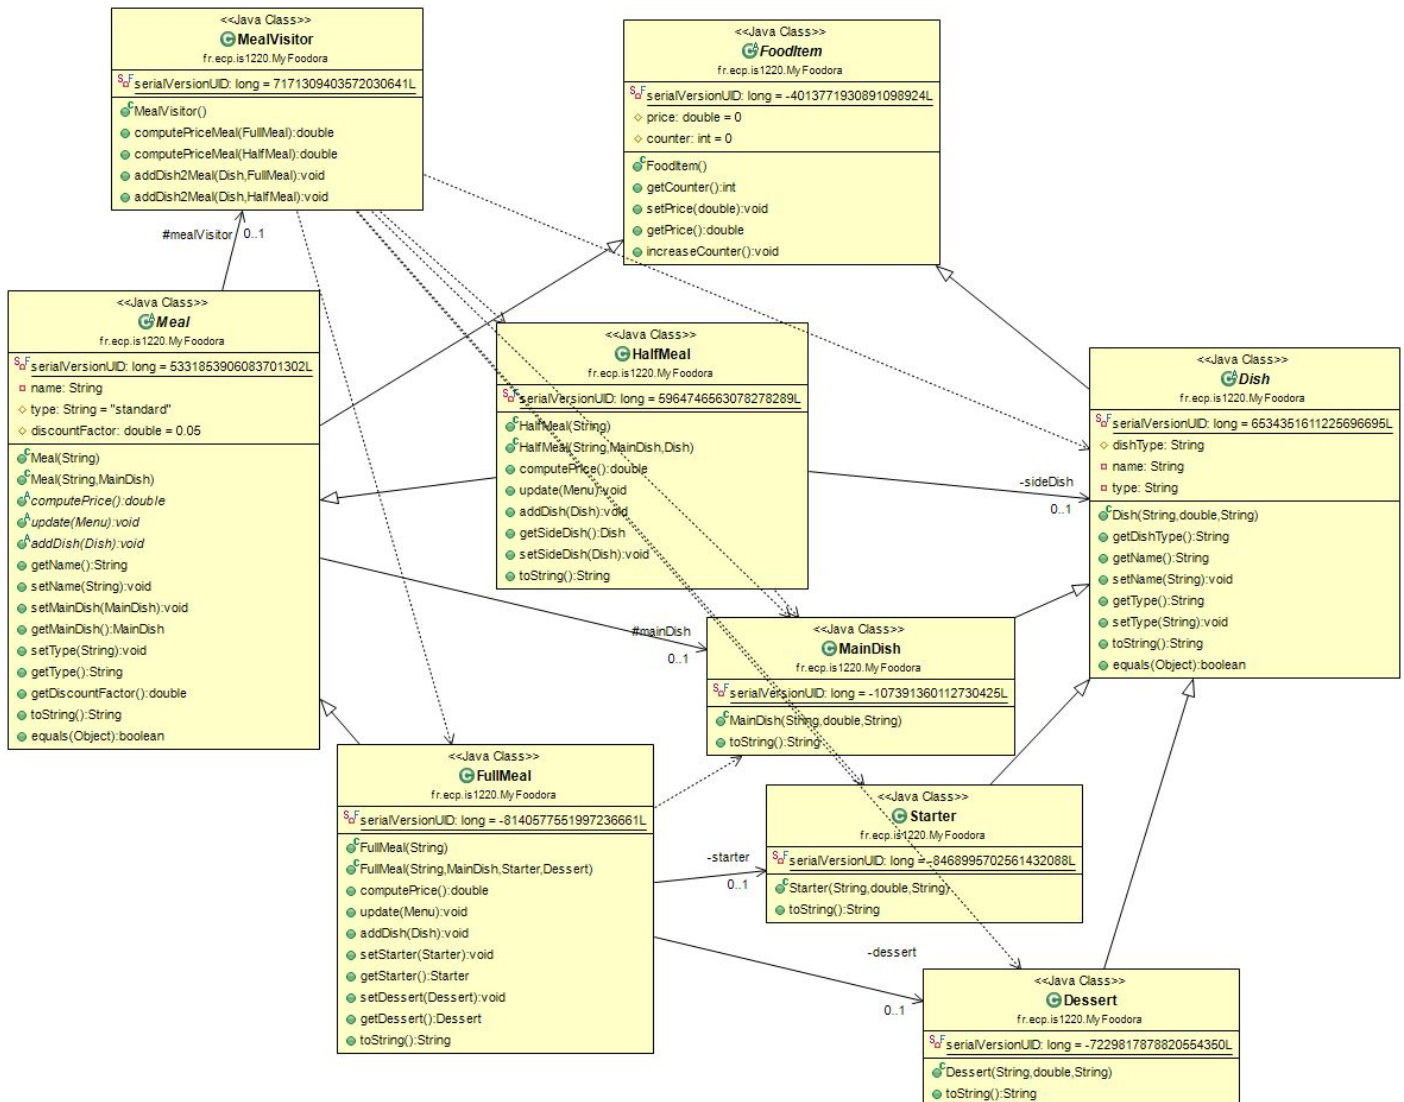 <<Java Class>>
MealVisitor
fr.ecp.is1220.MyFoodora
serialVersionUID: long = 7171309403572030641L
MealVisitor()
computePriceMeal(FullMeal):double
computePriceMeal(HalfMeal):double
addDish2Meal(Dish,FullMeal):void
addDish2Meal(Dish,HalfMeal):void
#mealVisitor
0..1
<<Java Class>>
FoodItem
fr.ecp.is1220.MyFoodora
serialVersionUID: long = -4013771930891098924L
price: double = 0
counter: int = 0
FoodItem()
getCounter():int
setPrice(double):void
getPrice():double
increaseCounter():void
<<Java Class>>
Meal
fr.ecp.is1220.MyFoodora
serialVersionUID: long = 5331853906083701302L
name: String
type: String = "standard"
discountFactor: double = 0.05
Meal(String)
Meal(String,MainDish)
computePrice():double
update(Menu):void
addDish(Dish):void
getName():String
setName(String):void
setMainDish(MainDish):void
getMainDish():MainDish
setType(String):void
getType():String
getDiscountFactor():double
toString():String
equals(Object):boolean
<<Java Class>>
HalfMeal
fr.ecp.is1220.MyFoodora
serialVersionUID: long = 5964746563078278289L
HalfMeal(String)
HalfMeal(String,MainDish,Dish)
computePrice():double
update(Menu):void
addDish(Dish):void
getSideDish():Dish
setSideDish(Dish):void
toString():String
-sideDish
0..1
<<Java Class>>
Dish
fr.ecp.is1220.MyFoodora
serialVersionUID: long = 6534351611225696695L
dishType: String
name: String
type: String
Dish(String,double,String)
getDishType():String
getName():String
setName(String):void
getType():String
setType(String):void
toString():String
equals(Object):boolean
#mainDish
0..1
<<Java Class>>
MainDish
fr.ecp.is1220.MyFoodora
serialVersionUID: long = -107391360112730425L
MainDish(String,double,String)
toString():String
<<Java Class>>
FullMeal
fr.ecp.is1220.MyFoodora
serialVersionUID: long = -8140577551997236661L
FullMeal(String)
FullMeal(String,MainDish,Starter,Dessert)
computePrice():double
update(Menu):void
addDish(Dish):void
setStarter(Starter):void
getStarter():Starter
setDessert(Dessert):void
getDessert():Dessert
toString():String
-starter
0..1
<<Java Class>>
Starter
fr.ecp.is1220.MyFoodora
serialVersionUID: long = -8468995702561432088L
Starter(String,double,String)
toString():String
-dessert
0..1
<<Java Class>>
Dessert
fr.ecp.is1220.MyFoodora
serialVersionUID: long = -7229817878820554350L
Dessert(String,double,String)
toString():String